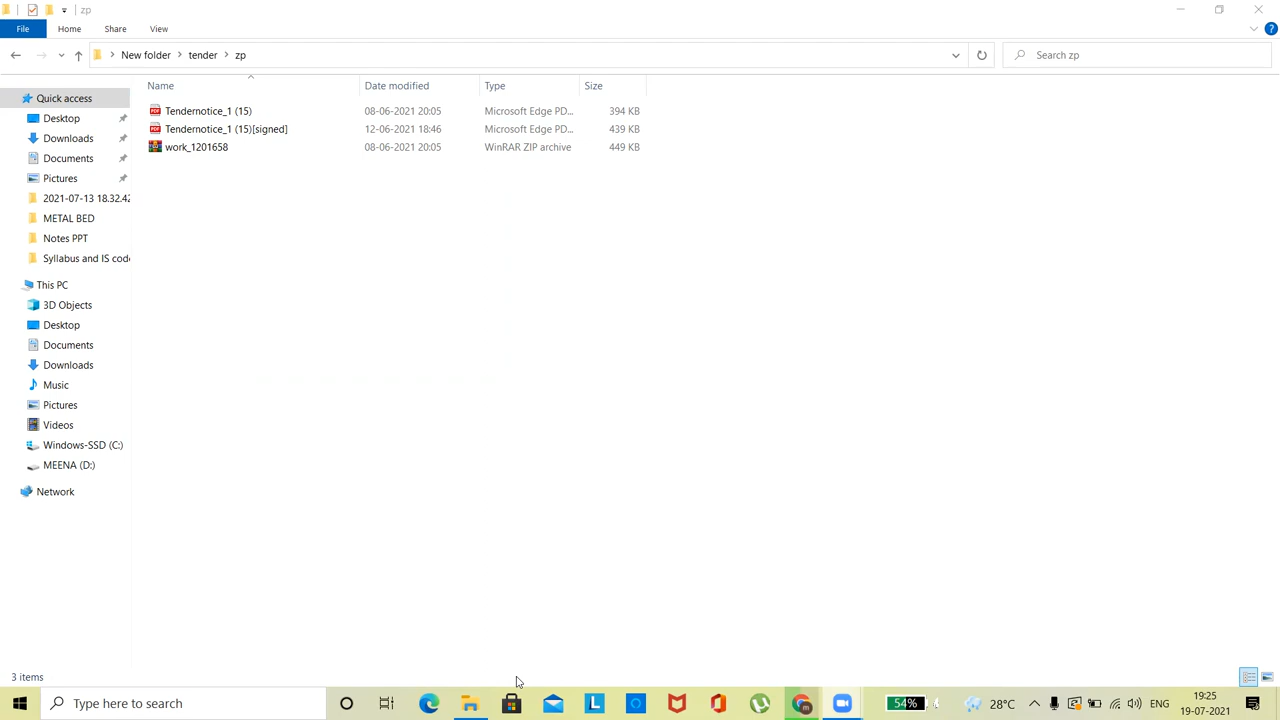 zp
File
Home
Share
View
New folder
tender
zp
Search zp
Name
Date modified
Type
Size
Tendernotice_1 (15)
08-06-2021 20:05
Microsoft Edge PD...
394 KB
Tendernotice_1 (15)[signed]
12-06-2021 18:46
Microsoft Edge PD...
439 KB
work_1201658
08-06-2021 20:05
WinRAR ZIP archive
449 KB
Quick access
Desktop
Downloads
Documents
Pictures
2021-07-13 18.32.42
METAL BED
Notes PPT
Syllabus and IS code
This PC
3D Objects
Desktop
Documents
Downloads
Music
Pictures
Videos
Windows-SSD (C:)
MEENA (D:)
Network
3 items
Type here to search
54%
28°C
ENG
19:25
19-07-2021